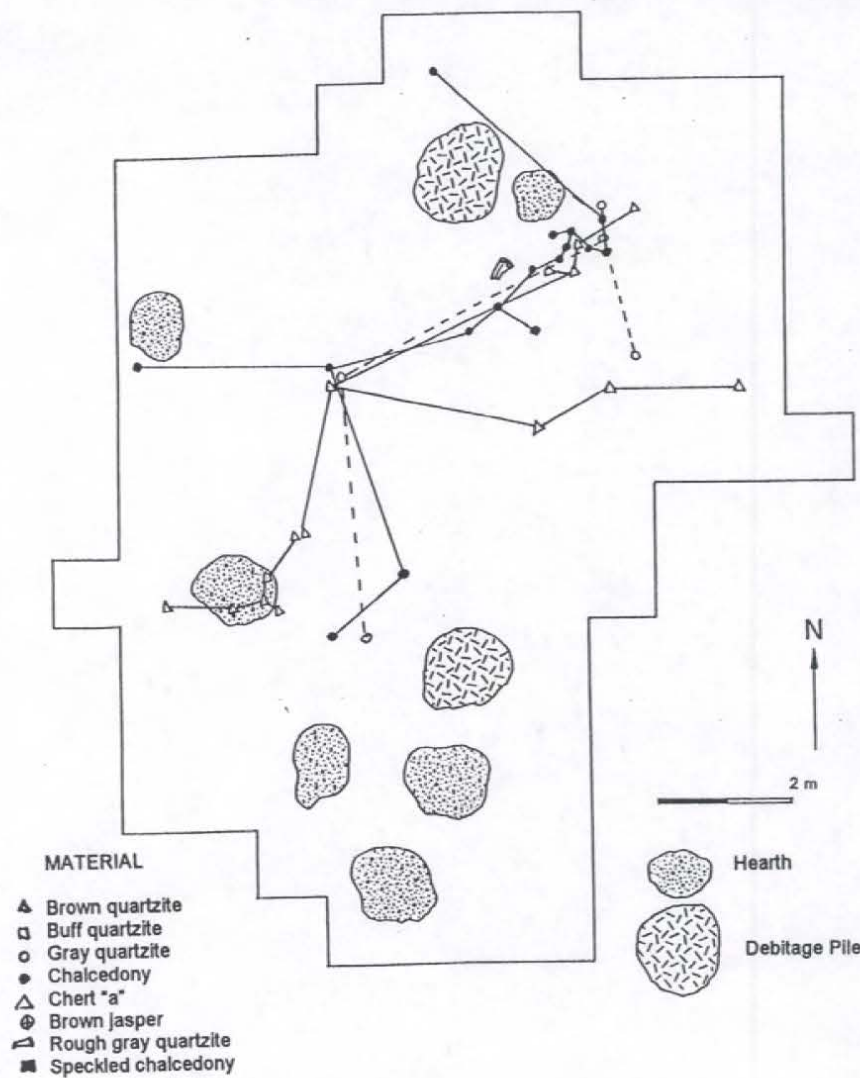 N
2 m
MATERIAL
Brown quartzite
Buff quartzite
Gray quartzite
Chalcedony
Chert "a"
Brown jasper
Rough gray quartzite
Speckled chalcedony
Hearth
Debitage Pile